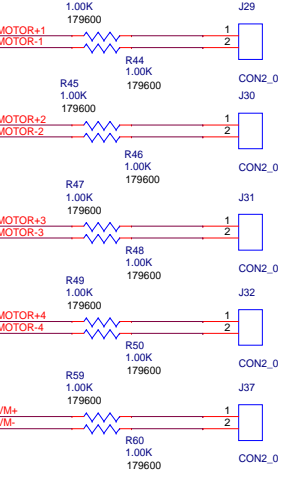 1.00K
J29
179600
MOTOR+1
1
MOTOR-1
2
R44
1.00K
179600
CON2_0
R45
J30
1.00K
179600
MOTOR+2
1
MOTOR-2
2
R46
1.00K
179600
CON2_0
R47
1.00K
J31
179600
MOTOR+3
1
MOTOR-3
2
R48
1.00K
179600
CON2_0
R49
1.00K
J32
179600
MOTOR+4
1
MOTOR-4
2
R50
1.00K
179600
CON2_0
R59
1.00K
J37
179600
/M+
1
/M-
2
R60
1.00K
179600
CON2_0